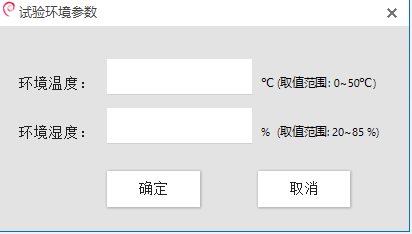 试验环境参数
环境温度： ℃ (取值范围: 0~50℃)
环境湿度： % (取值范围: 20~85 %)
确定 取消